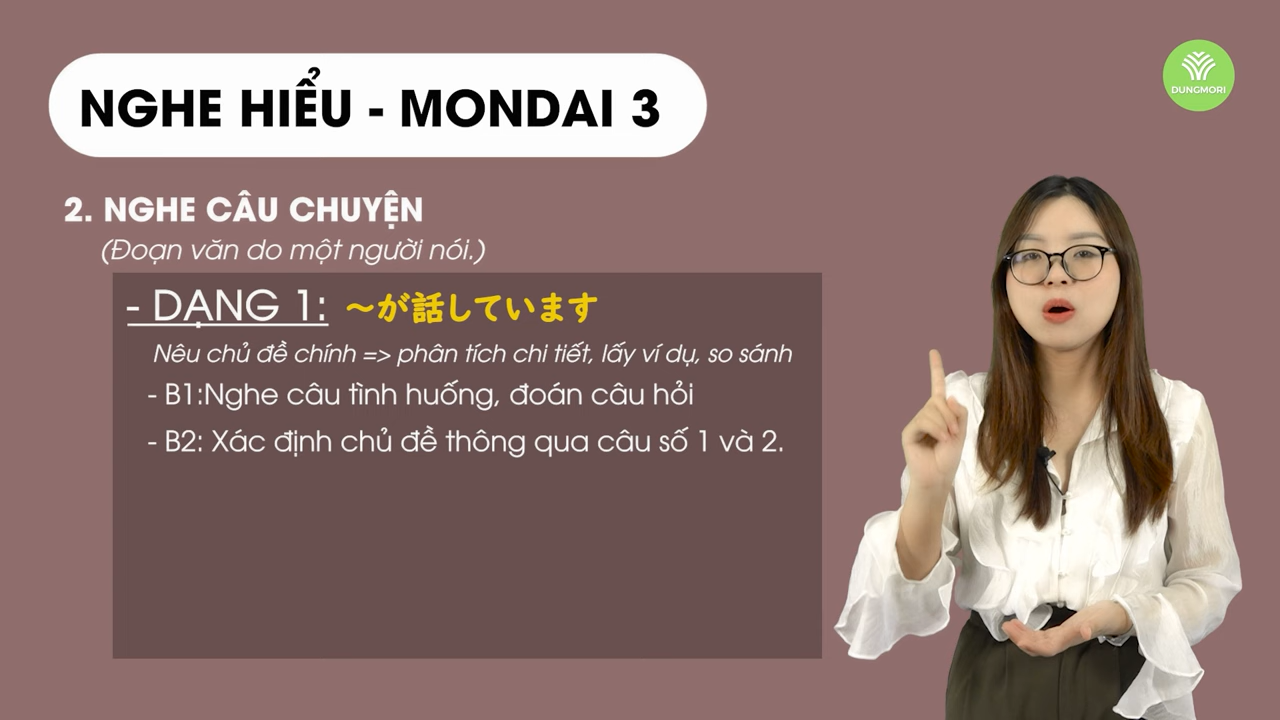 NGHE HIỂU - MONDAI 3
DUNGMORI
2. NGHE CÂU CHUYỆN
(Đoạn văn do một người nói.)
- DẠNG 1: ～が話しています
Nêu chủ đề chính => phân tích chi tiết, lấy ví dụ, so sánh
- B1:Nghe câu tình huống, đoán câu hỏi
- B2: Xác định chủ đề thông qua câu số 1 và 2.